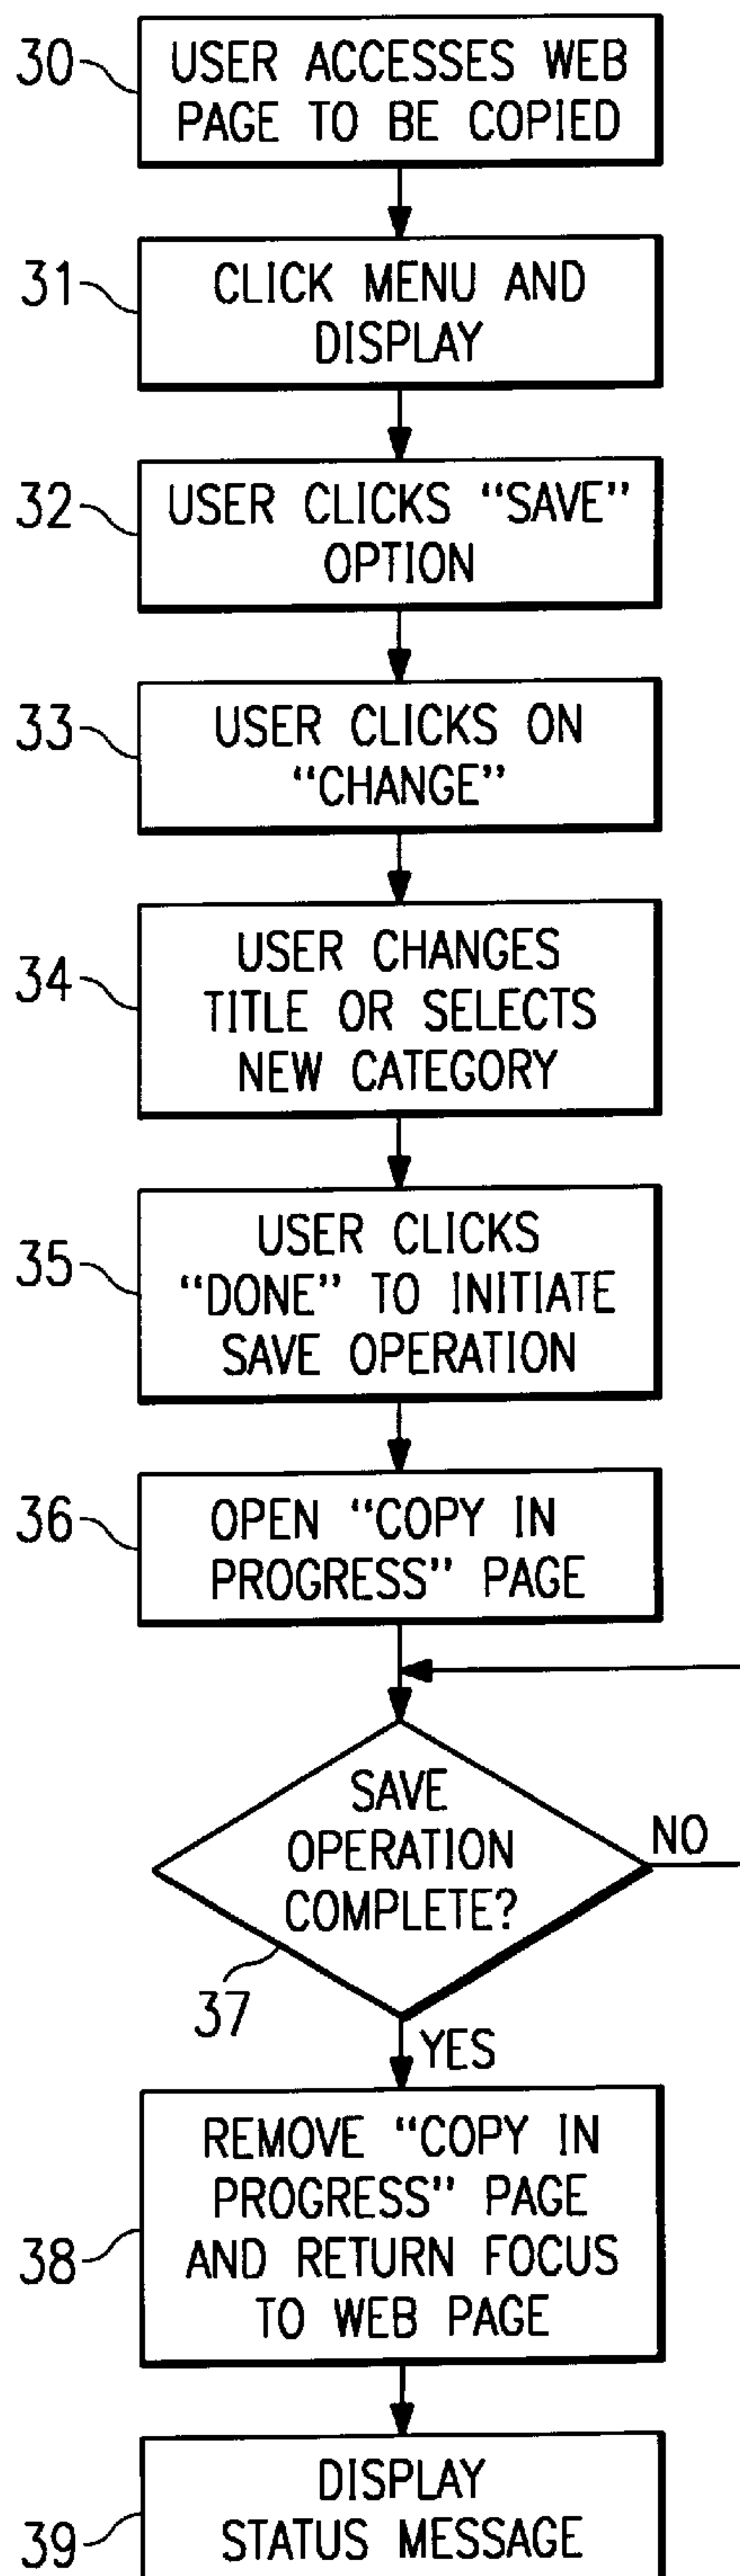 30
USER ACCESSES WEB
PAGE TO BE COPIED
31
CLICK MENU AND
DISPLAY
32
USER CLICKS “SAVE”
OPTION
33
USER CLICKS ON
“CHANGE”
34
USER CHANGES
TITLE OR SELECTS
NEW CATEGORY
35
USER CLICKS
“DONE” TO INITIATE
SAVE OPERATION
36
OPEN “COPY IN
PROGRESS” PAGE
SAVE
OPERATION
COMPLETE?
NO
37
YES
38
REMOVE “COPY IN
PROGRESS” PAGE
AND RETURN FOCUS
TO WEB PAGE
39
DISPLAY
STATUS MESSAGE